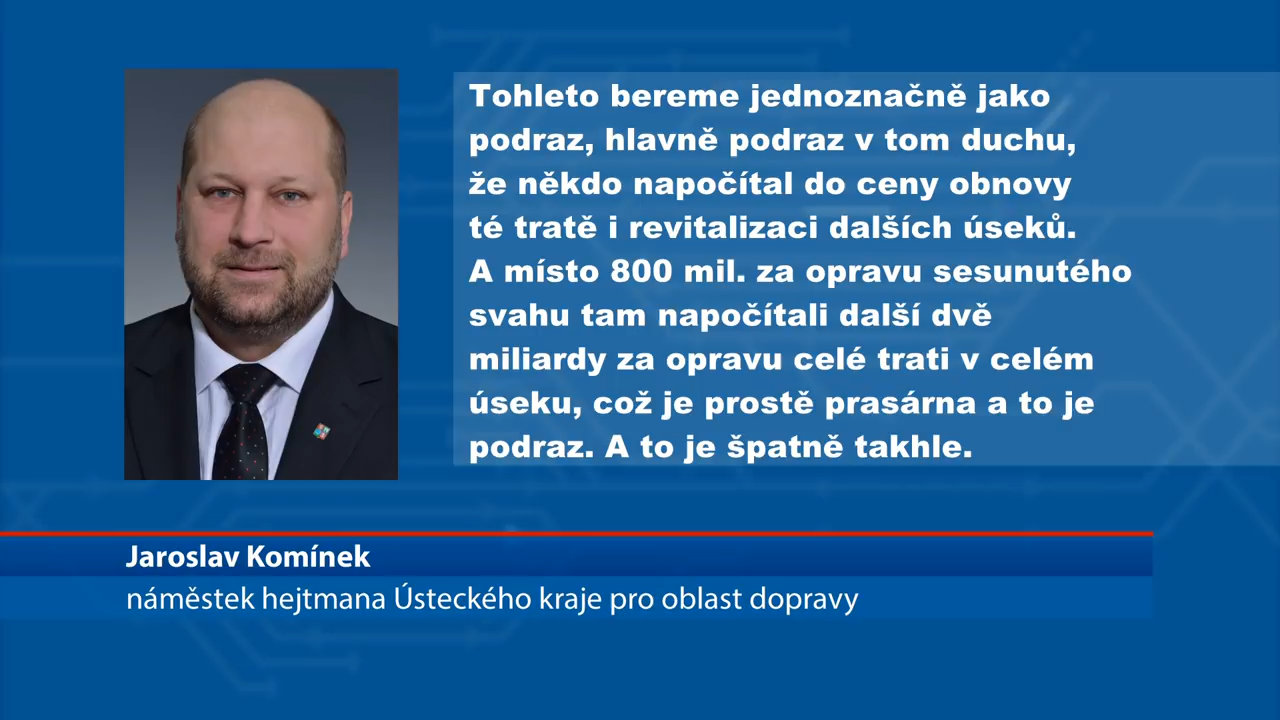 Tohleto bereme jednoznačně jako
podraz, hlavně podraz v tom duchu,
že někdo napočítal do ceny obnovy
té tratě i revitalizaci dalších úseků.
A místo 800 mil. za opravu sesunutého
svahu tam napočítali další dvě
miliardy za opravu celé trati v celém
úseku, což je prostě prasárna a to je
podraz. A to je špatně takhle.
Jaroslav Komínek
náměstek hejtmana Ústeckého kraje pro oblast dopravy